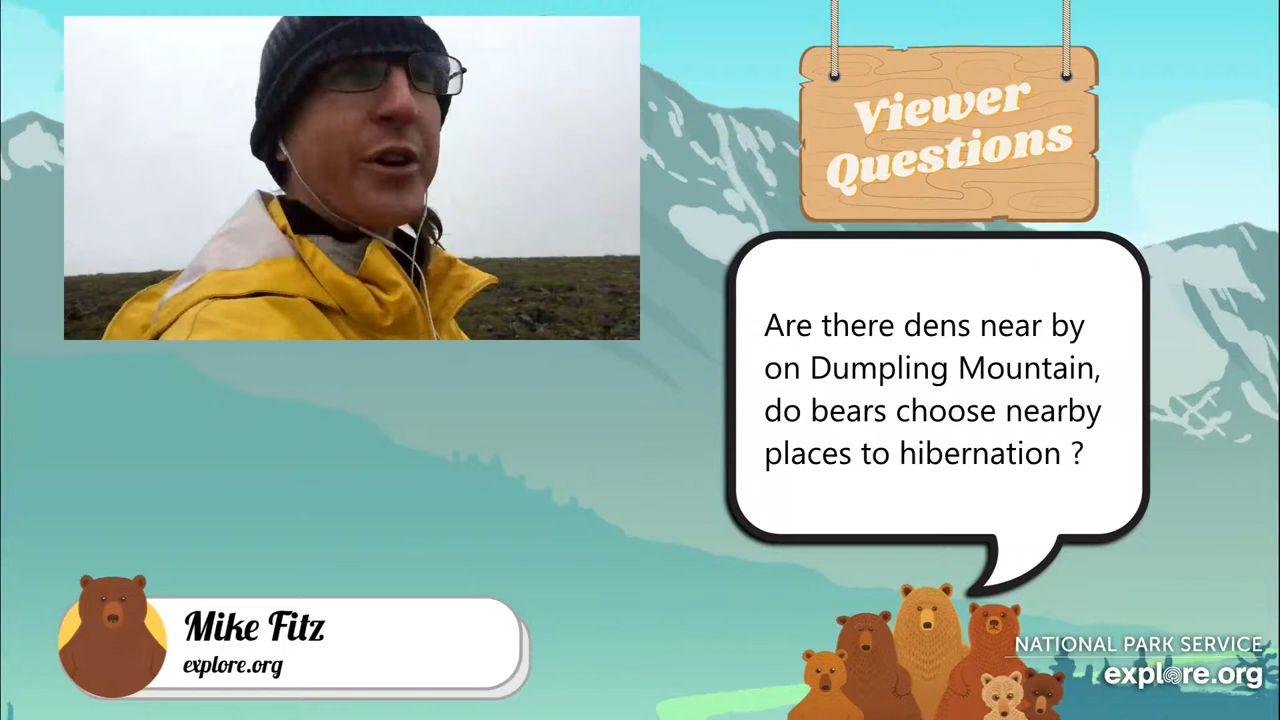 Viewer
Questions
Are there dens near by
on Dumpling Mountain,
do bears choose nearby
places to hibernation ?
Mike Fitz
explore.org
NATIONAL PARK SERVICE
explore.org